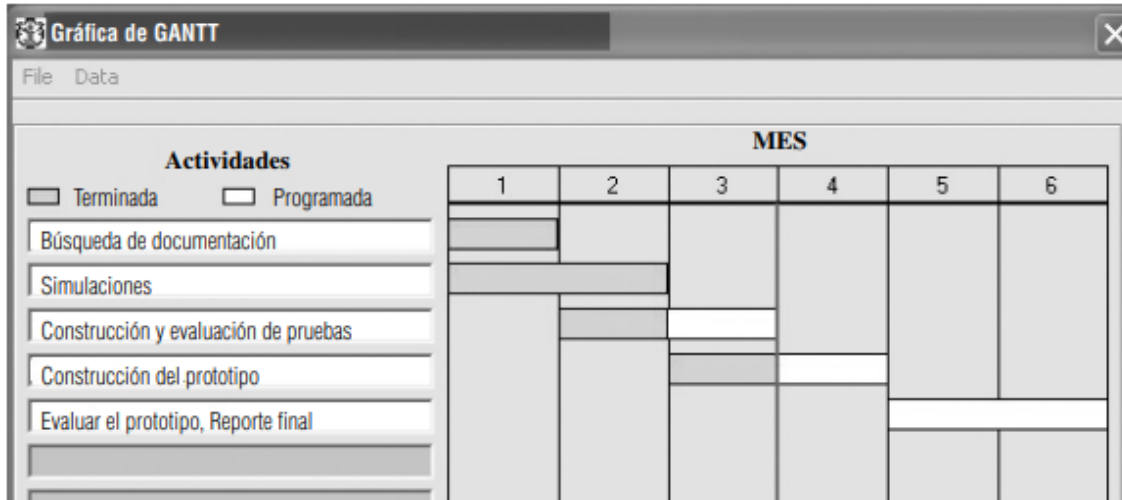 Gráfica de GANTT
File Data
MES
Actividades
1 2 3 4 5 6
Terminada Programada
Búsqueda de documentación
Simulaciones
Construcción y evaluación de pruebas
Construcción del prototipo
Evaluar el prototipo, Reporte final